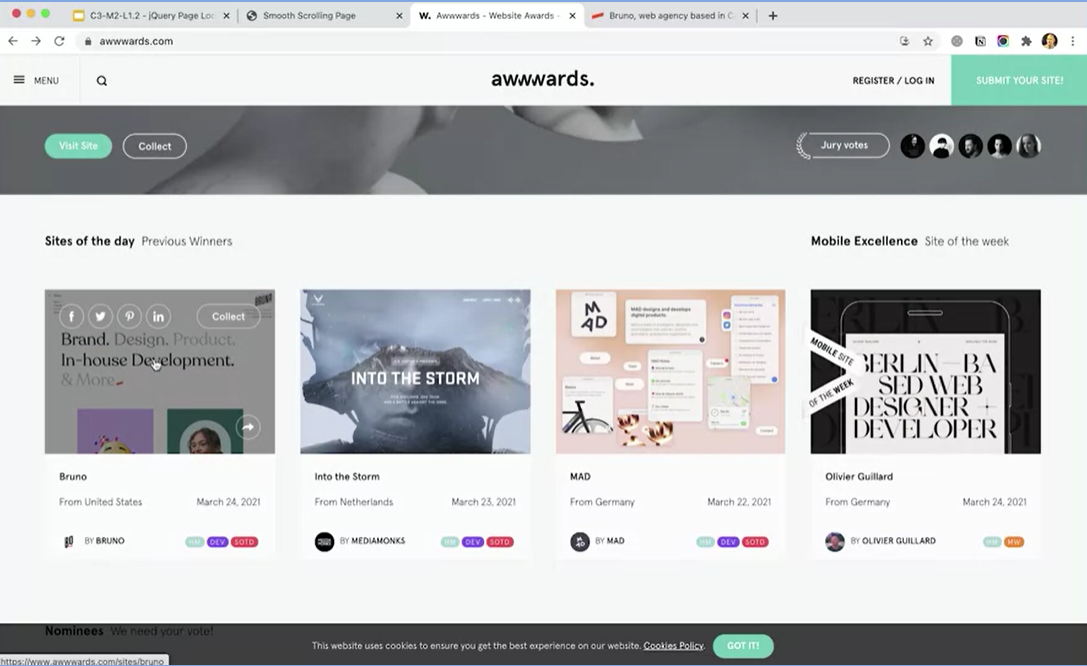 C3-M2-L1.2 - jQuery Page Loc
Smooth Scrolling Page
W. Awwwards - Website Awards -
Bruno, web agency based in C
awwwards.com
MENU
awwwards.
REGISTER / LOG IN
SUBMIT YOUR SITE!
Visit Site
Collect
Jury votes
Sites of the day Previous Winners
Mobile Excellence Site of the week
Collect
Brand. Design. Product.
In-house Development.
& More
INTO THE STORM
MAD
MAD designs and develops
digital products.
MOBILE SITE
OF THE WEEK
BERLIN—BA
SED WEB
DESIGNER
DEVELOPER
Bruno
From United States March 24, 2021
BY BRUNO HM DEV SOTD
Into the Storm
From Netherlands March 23, 2021
BY MEDIAMONKS HM DEV SOTD
MAD
From Germany March 22, 2021
BY MAD HM DEV SOTD
Olivier Guillard
From Germany March 24, 2021
BY OLIVIER GUILLARD HM MW
Nominees We need your vote!
This website uses cookies to ensure you get the best experience on our website. Cookies Policy. GOT IT!
https://www.awwwards.com/sites/bruno